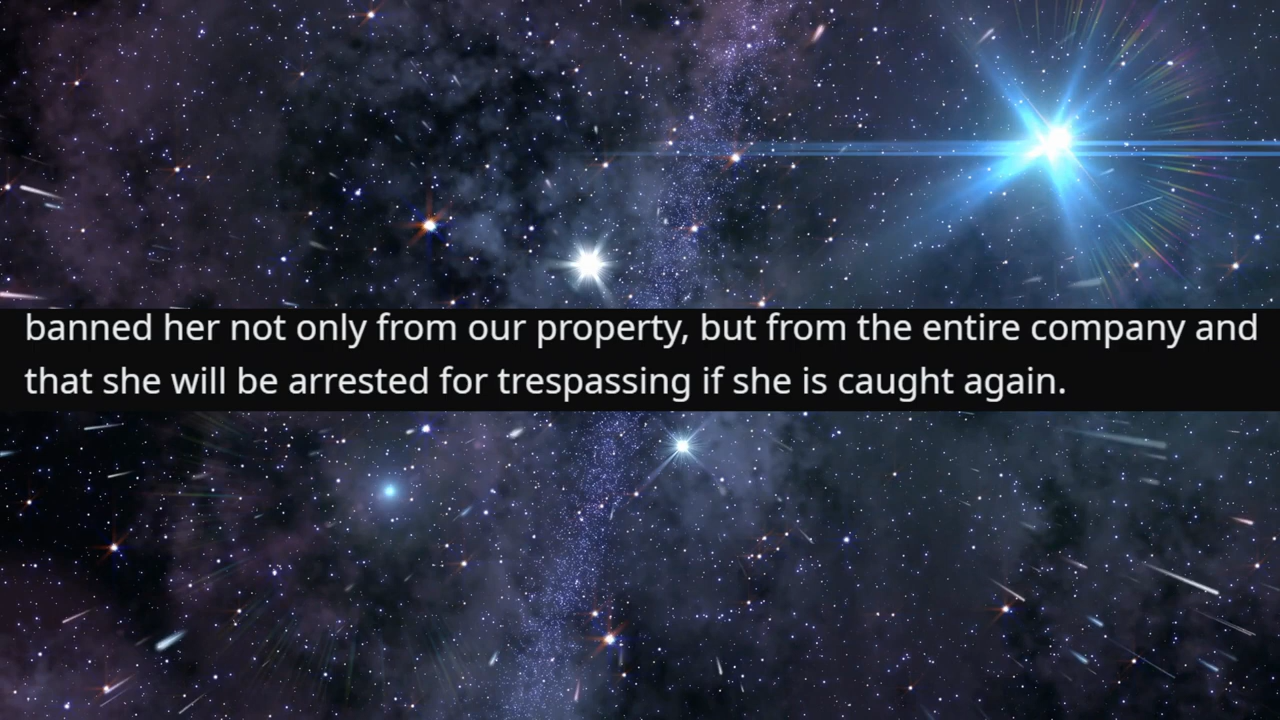 banned her not only from our property, but from the entire company and
that she will be arrested for trespassing if she is caught again.